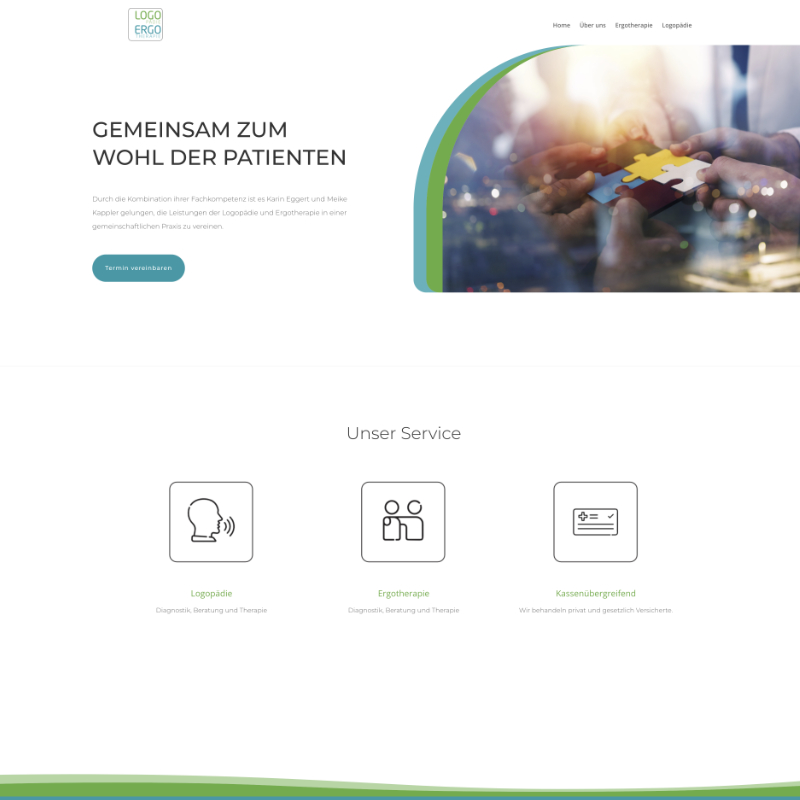 LOGO
ERGO
Home Über uns Ergotherapie Logopädie
GEMEINSAM ZUM
WOHL DER PATIENTEN
Durch die Kombination ihrer Fachkompetenz ist es Karin Eggert und Meike
Kappler gelungen, die Leistungen der Logopädie und Ergotherapie in einer
gemeinschaftlichen Praxis zu vereinen.
Termin vereinbaren
Unser Service
Logopädie
Diagnostik, Beratung und Therapie
Ergotherapie
Diagnostik, Beratung und Therapie
Kassenübergreifend
Wir behandeln privat und gesetzlich Versicherte.